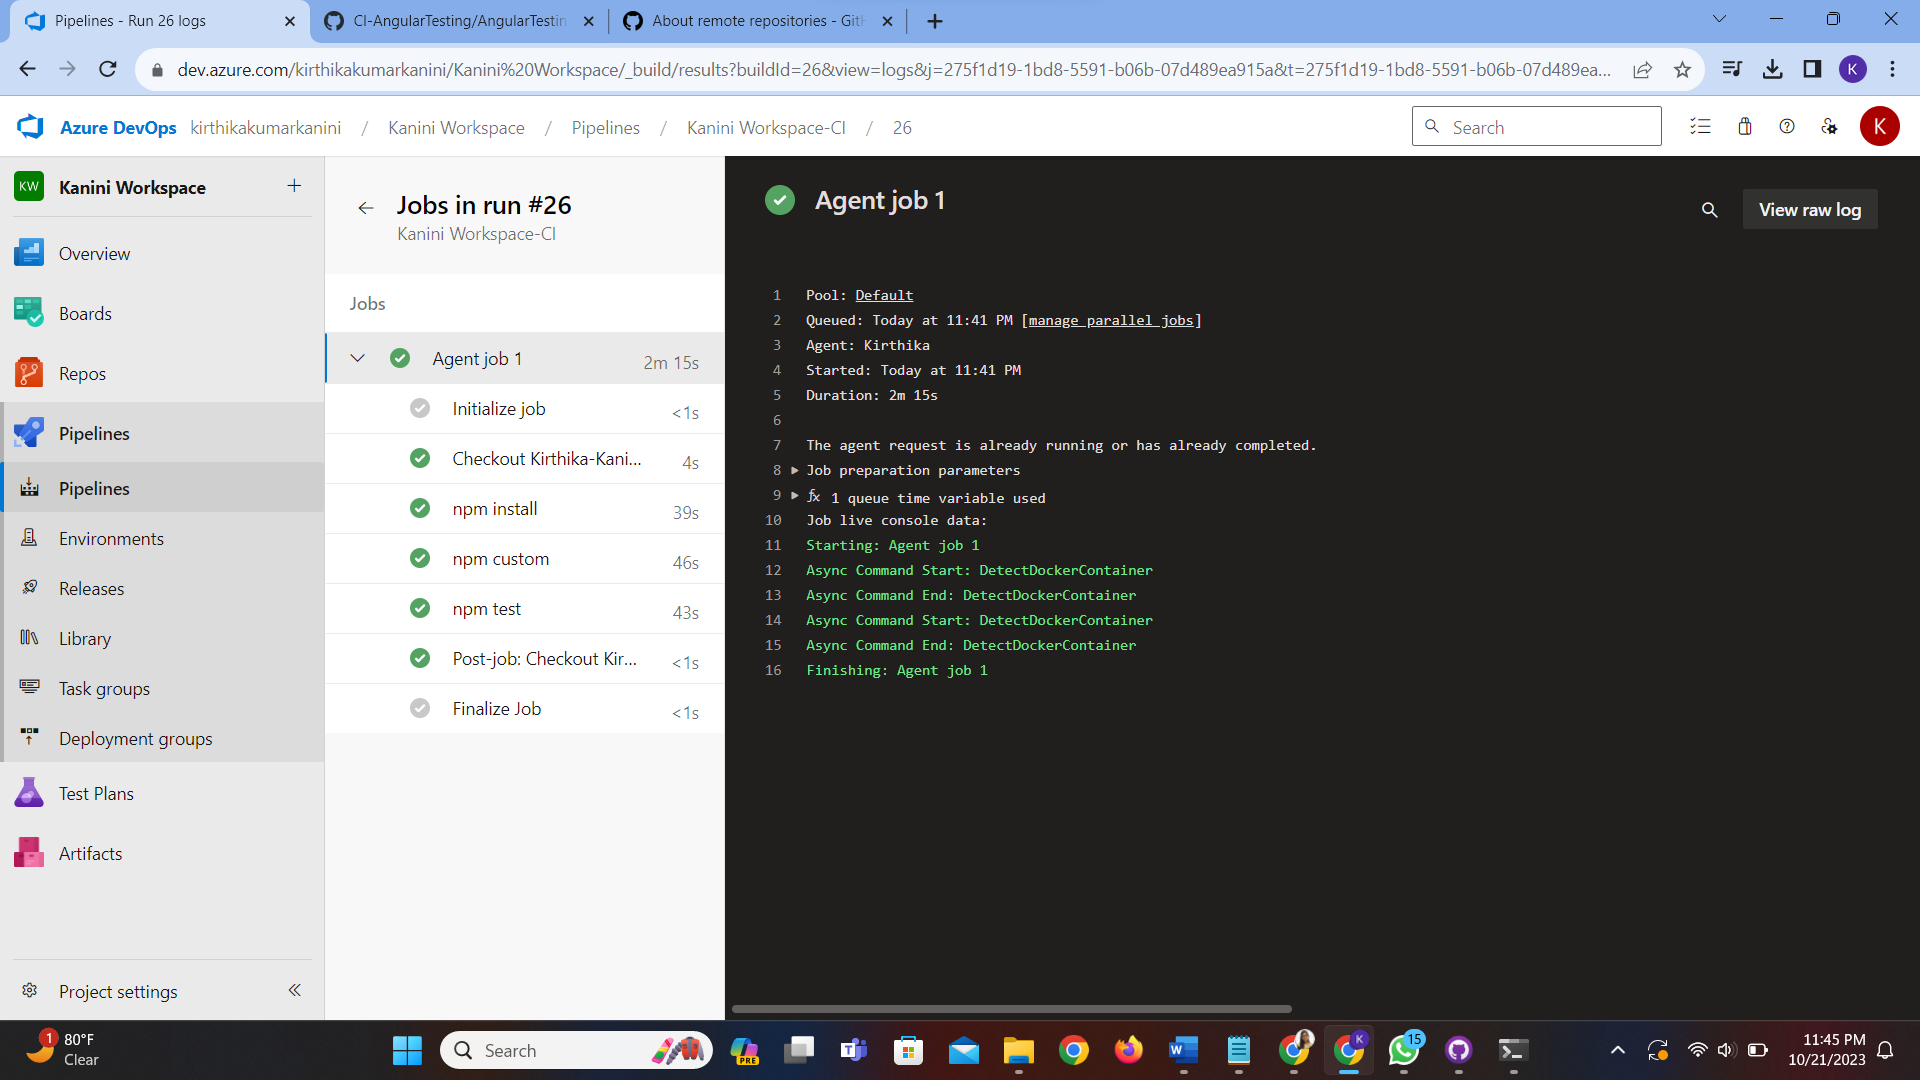 Pipelines - Run 26 logs
CI-AngularTesting/AngularTestin
About remote repositories - GitH
dev.azure.com/kirthikakumarkanini/Kanini%20Workspace/_build/results?buildId=26&view=logs&j=275f1d19-1bd8-5591-b06b-07d489ea915a&t=275f1d19-1bd8-5591-b06b-07d489ea...
K
Azure DevOps kirthikakumarkanini / Kanini Workspace / Pipelines / Kanini Workspace-CI / 26
Search
K
KW Kanini Workspace
Overview
Boards
Repos
Pipelines
Pipelines
Environments
Releases
Library
Task groups
Deployment groups
Test Plans
Artifacts
Project settings
Jobs in run #26
Kanini Workspace-CI
Jobs
Agent job 1 2m 15s
Initialize job <1s
Checkout Kirthika-Kani... 4s
npm install 39s
npm custom 46s
npm test 43s
Post-job: Checkout Kir... <1s
Finalize Job <1s
Agent job 1
View raw log
1 Pool: Default
2 Queued: Today at 11:41 PM [manage parallel jobs]
3 Agent: Kirthika
4 Started: Today at 11:41 PM
5 Duration: 2m 15s
6
7 The agent request is already running or has already completed.
8 Job preparation parameters
9 fx 1 queue time variable used
10 Job live console data:
11 Starting: Agent job 1
12 Async Command Start: DetectDockerContainer
13 Async Command End: DetectDockerContainer
14 Async Command Start: DetectDockerContainer
15 Async Command End: DetectDockerContainer
16 Finishing: Agent job 1
1
80°F
Clear
Search
PRE
K
15
11:45 PM
10/21/2023